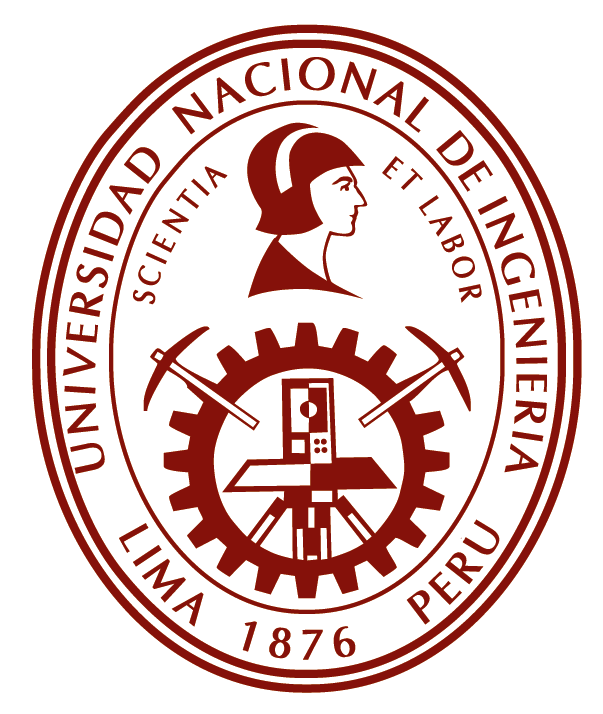 UNIVERSIDAD NACIONAL DE INGENIERIA
SCIENTIA ET LABOR
LIMA 1876 PERU